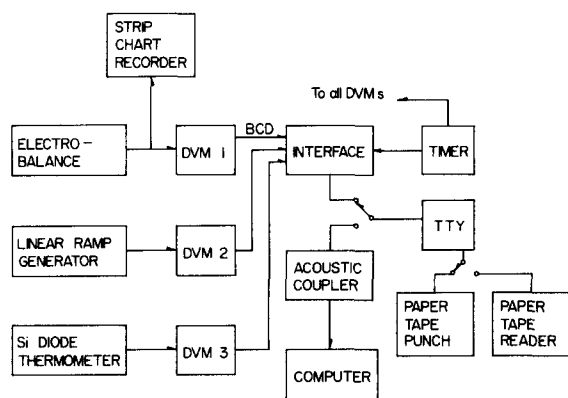 STRIP
CHART
RECORDER
To all DVMs
BCD
ELECTRO-
BALANCE
DVM 1
INTERFACE
TIMER
LINEAR RAMP
GENERATOR
DVM 2
TTY
ACOUSTIC
COUPLER
PAPER
TAPE
PUNCH
PAPER
TAPE
READER
Si DIODE
THERMOMETER
DVM 3
COMPUTER